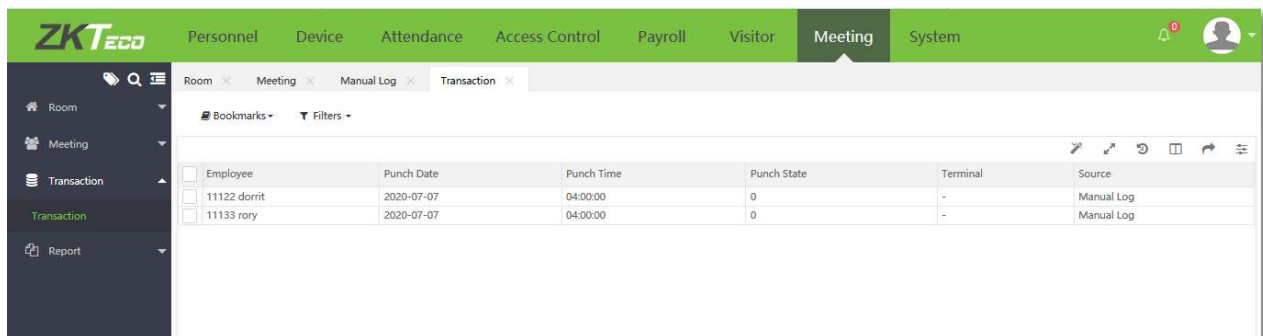 ZKTECO Personnel Device Attendance Access Control Payroll Visitor Meeting System 0
Room Meeting Manual Log Transaction
Room
Bookmarks Filters
Meeting
Transaction
Employee Punch Date Punch Time Punch State Terminal Source
11122 dorrit 2020-07-07 04:00:00 0 - Manual Log
11133 rory 2020-07-07 04:00:00 0 - Manual Log
Transaction
Report